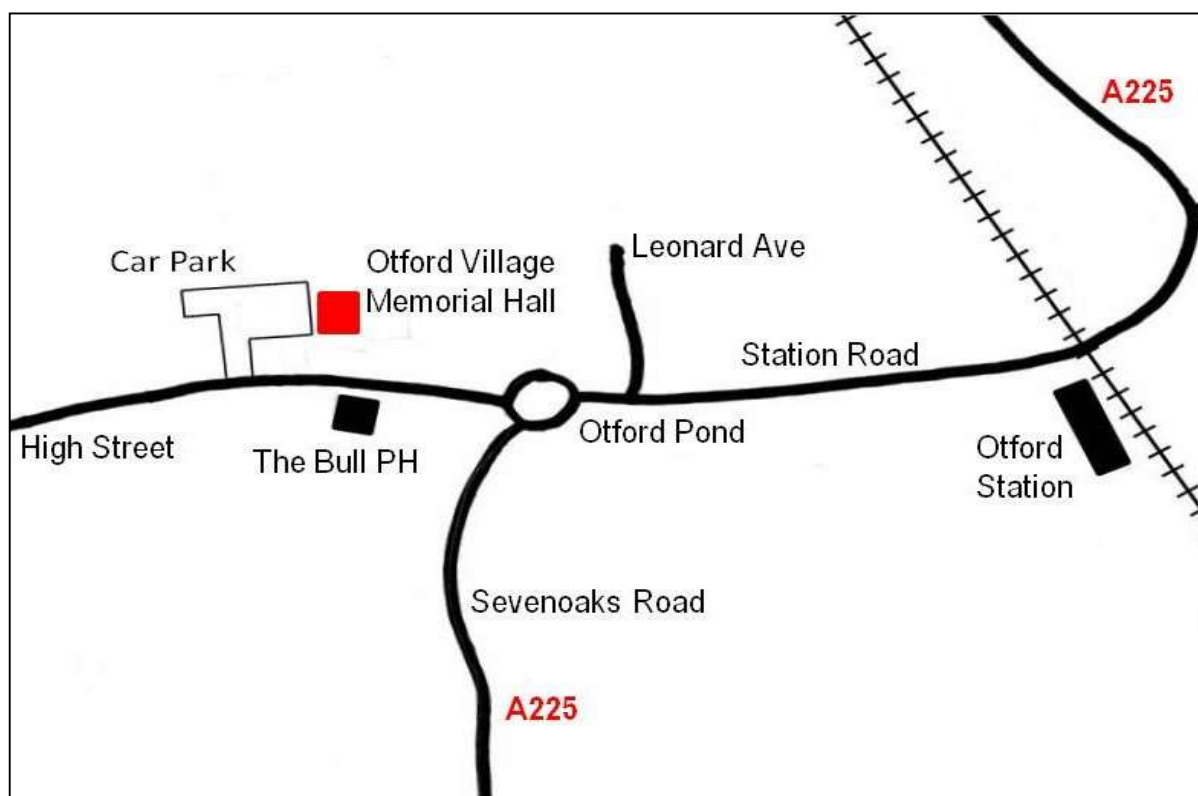 A225
Leonard Ave
Car Park
Otford Village
Memorial Hall
Station Road
High Street
The Bull PH
Otford Pond
Otford
Station
Sevenoaks Road
A225